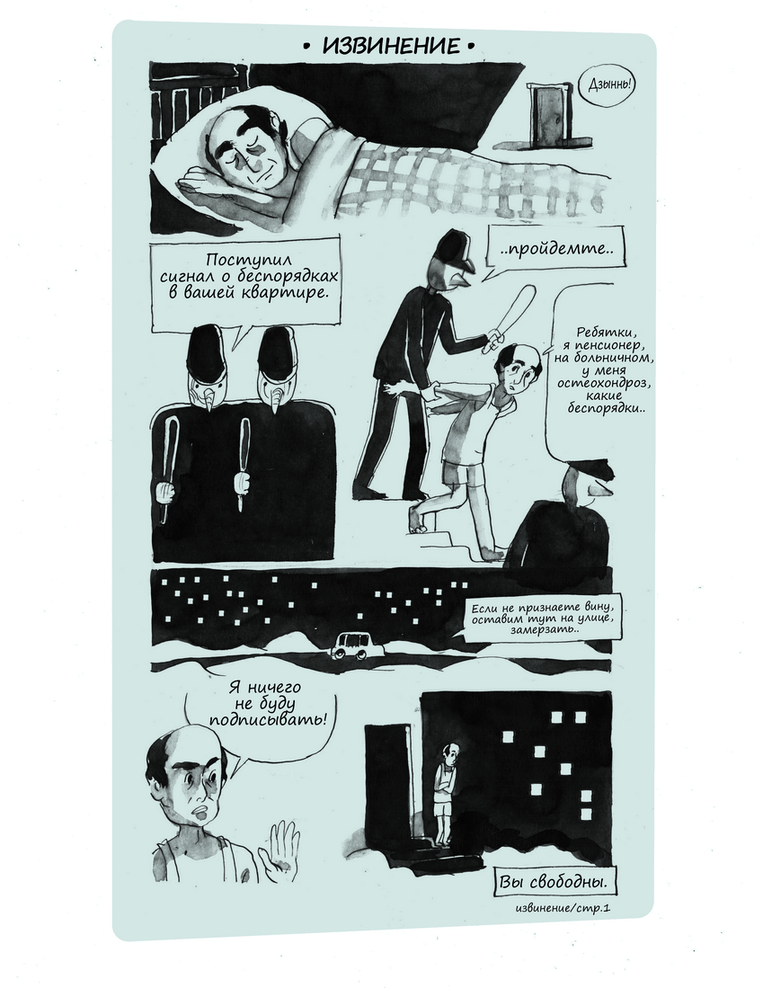 • ИЗВИНЕНИЕ •
Дзыннь!
Поступил
сигнал о беспорядках
в вашей квартире.
..пройдемте..
Ребятки,
я пенсионер,
на больничном,
у меня
остеохондроз,
какие
беспорядки..
Если не признаете вину,
оставим тут на улице,
замерзать..
Я ничего
не буду
подписывать!
Вы свободны.
извинение/стр.1